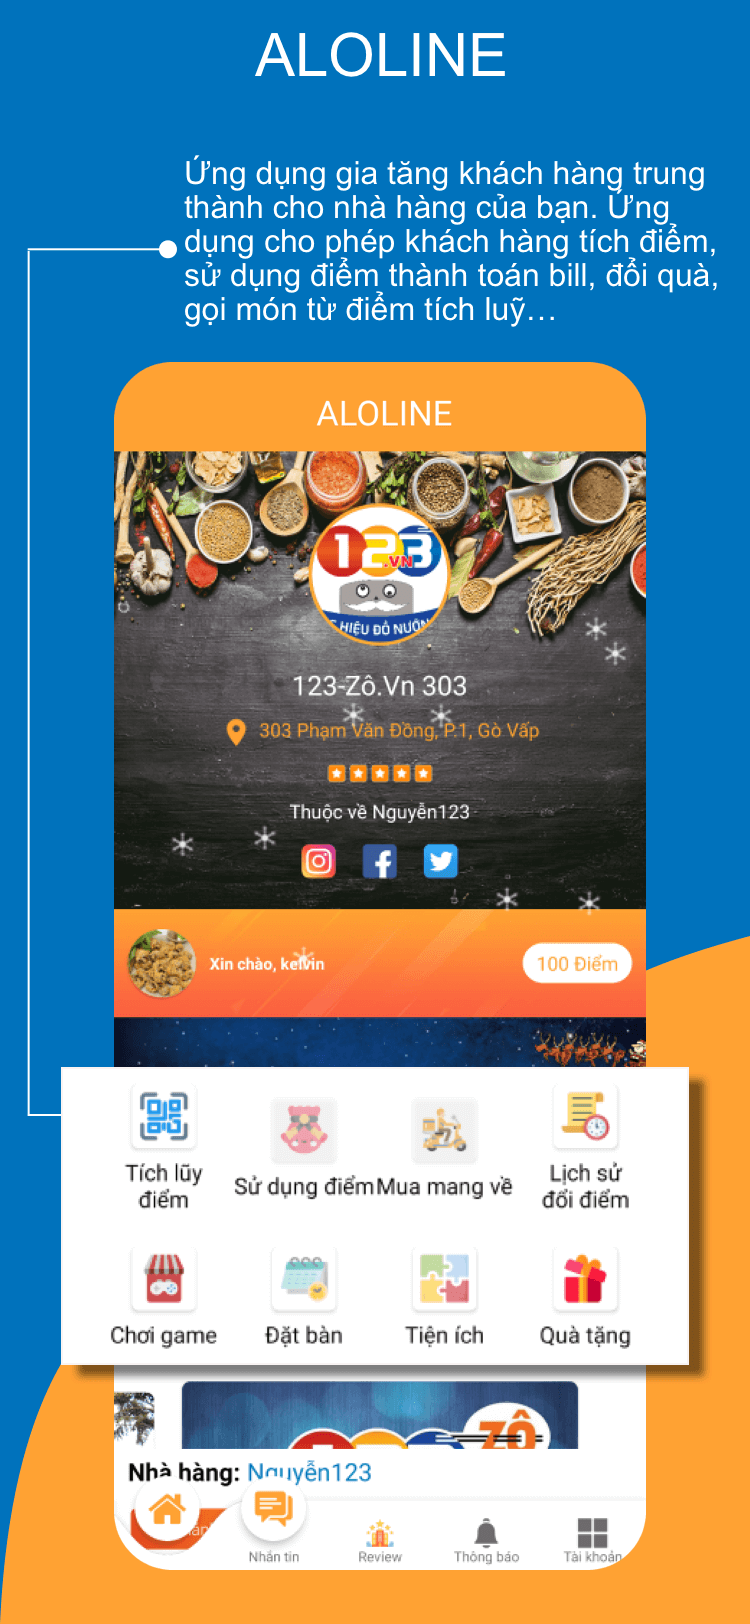 ALOLINE
Ứng dụng gia tăng khách hàng trung
thành cho nhà hàng của bạn. Ứng
dụng cho phép khách hàng tích điểm,
sử dụng điểm thành toán bill, đổi quà,
gọi món từ điểm tích luỹ...
ALOLINE
123
.VN
HIỆU ĐỒ NƯỚN
123-Zô.Vn 303
303 Phạm Văn Đồng, P.1, Gò Vấp
Thuộc về Nguyễn123
Xin chào, kelvin
100 Điểm
Tích lũy
điểm
Sử dụng điểm
Mua mang về
Lịch sử
đổi điểm
Chơi game
Đặt bàn
Tiện ích
Quà tặng
ZÔ
Nhà hàng: Nguyễn123
Nhắn tin
Review
Thông báo
Tài khoản